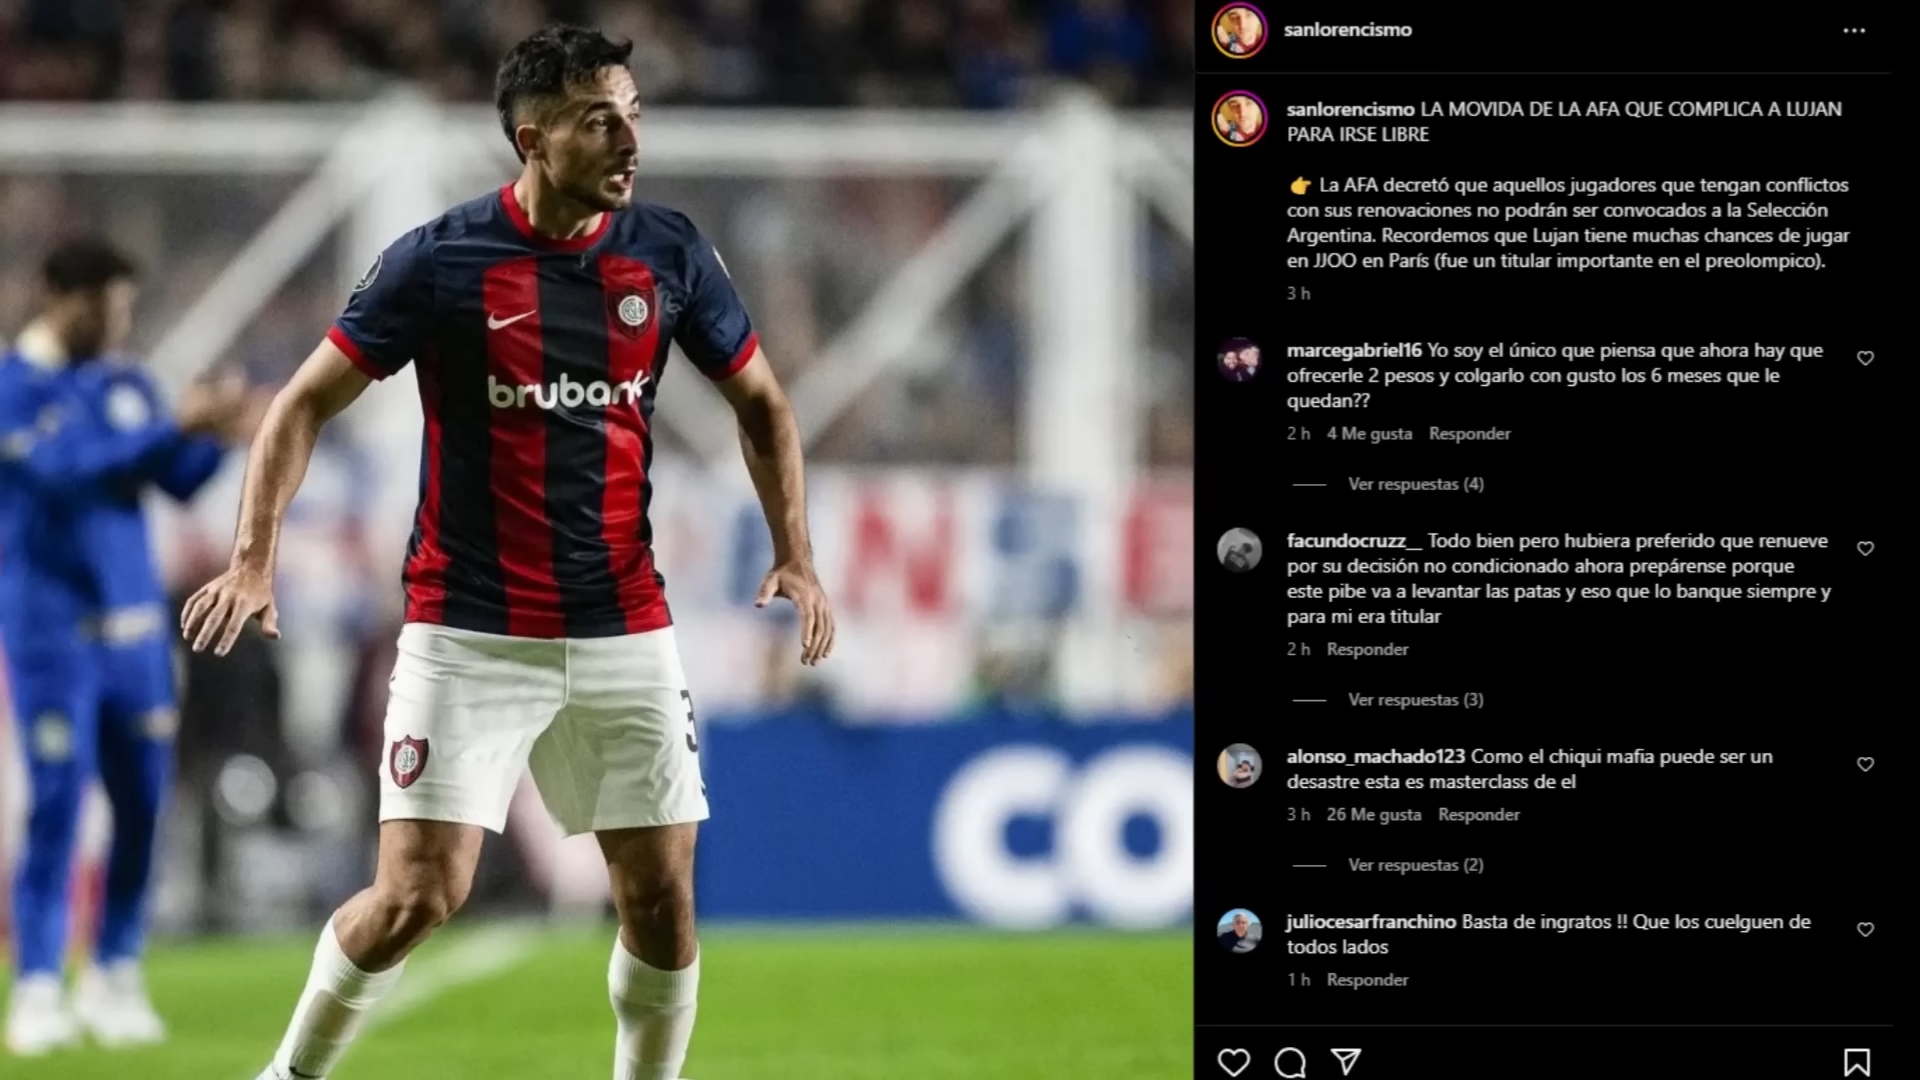 sanlorencismo
sanlorencismo LA MOVIDA DE LA AFA QUE COMPLICA A LUJAN
PARA IRSE LIBRE
👉 La AFA decretó que aquellos jugadores que tengan conflictos
con sus renovaciones no podrán ser convocados a la Selección
Argentina. Recordemos que Lujan tiene muchas chances de jugar
en JJOO en París (fue un titular importante en el preolompico).
3 h
marcegabriel16 Yo soy el único que piensa que ahora hay que
ofrecerle 2 pesos y colgarlo con gusto los 6 meses que le
quedan??
2 h 4 Me gusta Responder
Ver respuestas (4)
facundocruzz__ Todo bien pero hubiera preferido que renueve
por su decisión no condicionado ahora prepárense porque
este pibe va a levantar las patas y eso que lo banque siempre y
para mi era titular
2 h Responder
Ver respuestas (3)
alonso_machado123 Como el chiqui mafia puede ser un
desastre esta es masterclass de el
3 h 26 Me gusta Responder
Ver respuestas (2)
juliocesarfranchino Basta de ingratos !! Que los cuelguen de
todos lados
1 h Responder
brubank
3
CO